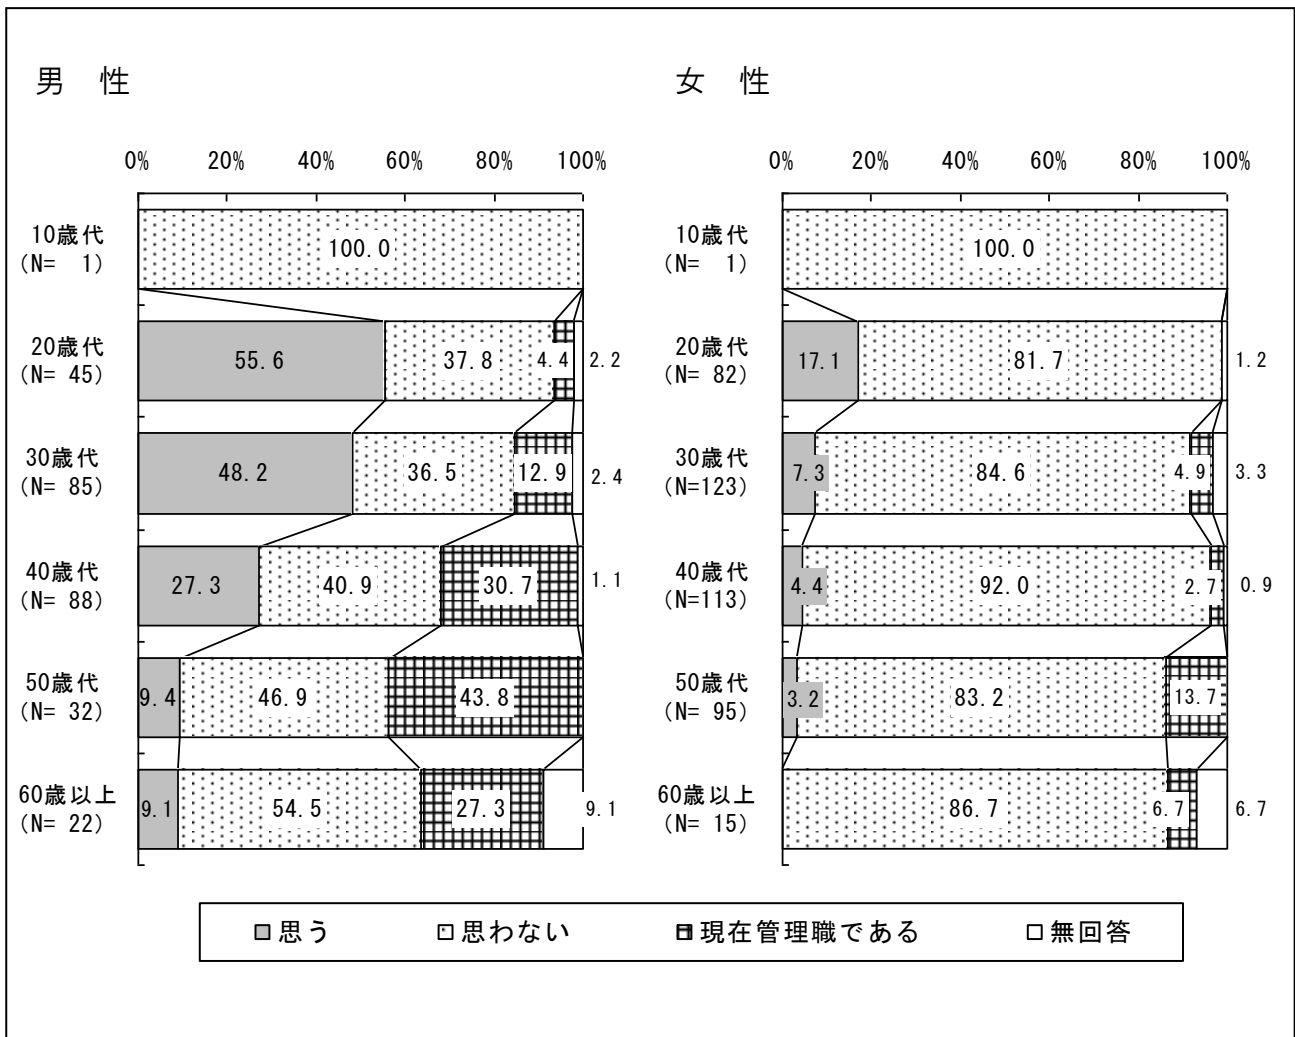 男 性
0% 20% 40% 60% 80% 100%
10歳代
(N= 1)
100.0
20歳代
(N= 45)
55.6 37.8 4.4 2.2
30歳代
(N= 85)
48.2 36.5 12.9 2.4
40歳代
(N= 88)
27.3 40.9 30.7 1.1
50歳代
(N= 32)
9.4 46.9 43.8
60歳以上
(N= 22)
9.1 54.5 27.3 9.1
女 性
0% 20% 40% 60% 80% 100%
10歳代
(N= 1)
100.0
20歳代
(N= 82)
17.1 81.7 1.2
30歳代
(N=123)
7.3 84.6 4.9 3.3
40歳代
(N=113)
4.4 92.0 2.7 0.9
50歳代
(N= 95)
3.2 83.2 13.7
60歳以上
(N= 15)
86.7 6.7 6.7
思う 思わない 現在管理職である 無回答